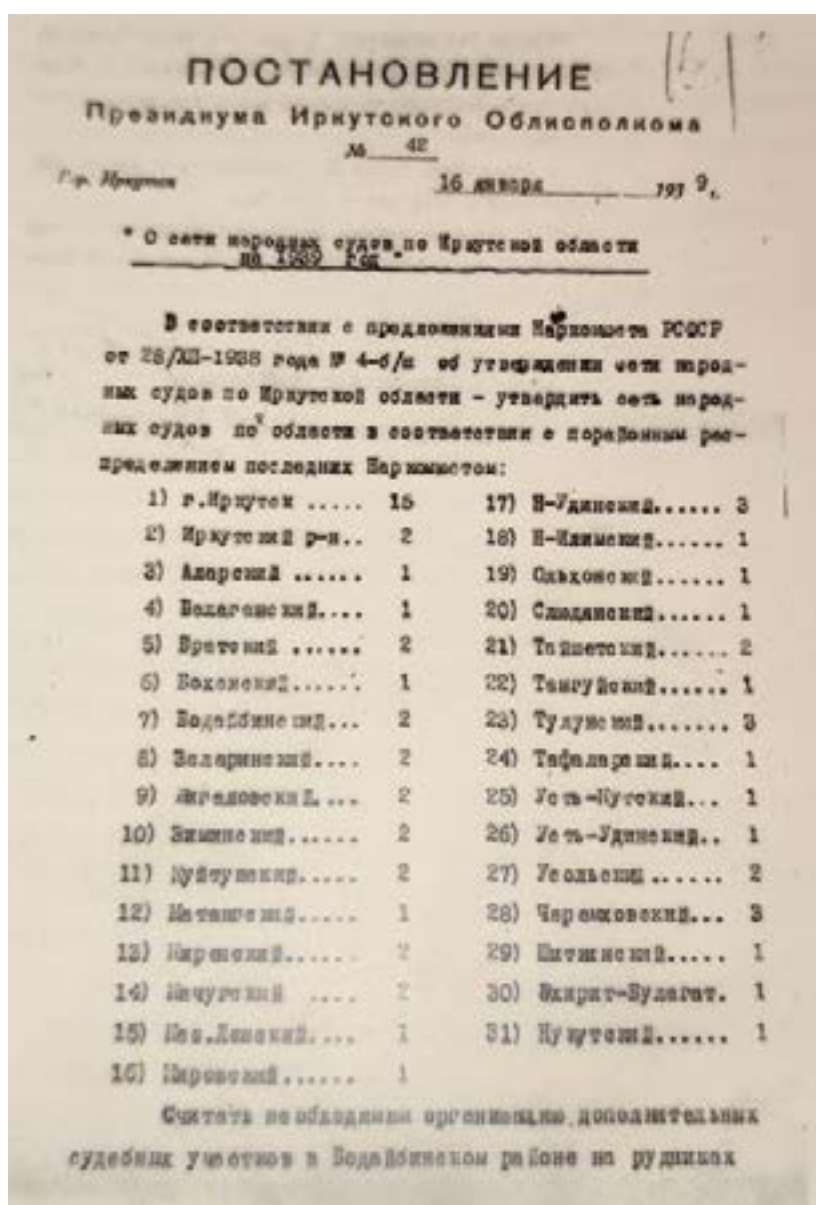 ПОСТАНОВЛЕНИЕ
Президиума Иркутского Облисполкома
№ 42
Гор. Иркутск 16 января 1939 г.
" О сети народных судов по Иркутской области
на 1939 год "
В соответствии с предложениями Наркомюста РСФСР
от 28/XII-1938 года № 4-б/н об утверждении сети народ-
ных судов по Иркутской области - утвердить сеть народ-
ных судов по области в соответствии с порайонным рас-
пределением последних Наркомюстом:
1) г.Иркутск ..... 15
2) Иркутский р-н.. 2
3) Аларский ...... 1
4) Балаганский.... 1
5) Братский ...... 2
6) Боханский...... 1
7) Бодайбинский... 2
8) Заларинский.... 2
9) Жигаловский.... 2
10) Зиминский....... 2
11) Куйтунский..... 2
12) Катангский..... 1
13) Киренский...... 2
14) Качугский .... 2
15) Каз.Ленский.... 1
16) Кировский....... 1
17) Н-Удинский...... 3
18) Н-Илимский...... 1
19) Ольхонский...... 1
20) Слюдянский...... 1
21) Тайшетский...... 2
22) Тангуйский...... 1
23) Тулунский....... 3
24) Тафаларский.... 1
25) Усть-Кутский... 1
26) Усть-Удинский.. 1
27) Усольский ...... 2
28) Черемховский... 3
29) Шиткинский..... 1
30) Эхирит-Булагат. 1
31) Нукутский...... 1
Считать необходимым организацию дополнительных
судебных участков в Бодайбинском районе на рудниках